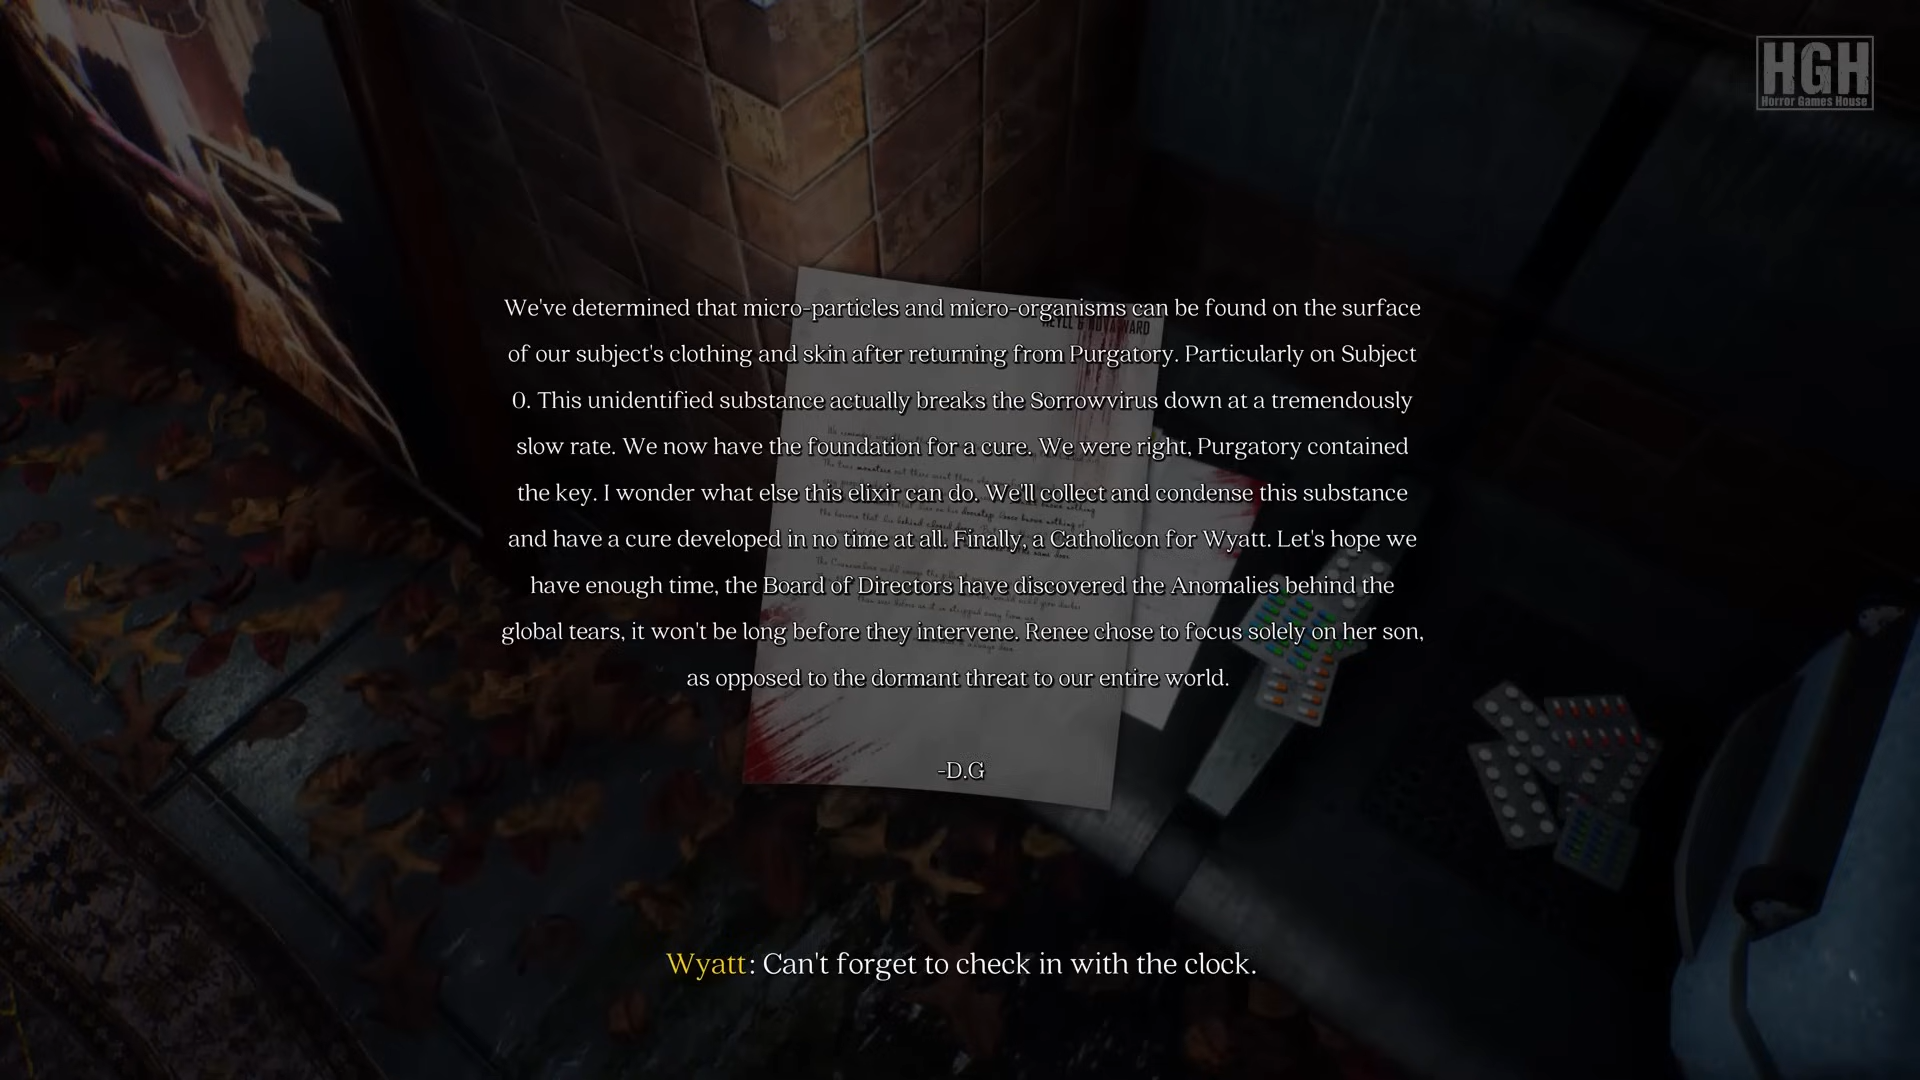 HGH
Horror Games House
We've determined that micro-particles and micro-organisms can be found on the surface
of our subject's clothing and skin after returning from Purgatory. Particularly on Subject
0. This unidentified substance actually breaks the Sorrowvirus down at a tremendously
slow rate. We now have the foundation for a cure. We were right, Purgatory contained
the key. I wonder what else this elixir can do. We'll collect and condense this substance
and have a cure developed in no time at all. Finally, a Catholicon for Wyatt. Let's hope we
have enough time, the Board of Directors have discovered the Anomalies behind the
global tears, it won't be long before they intervene. Renee chose to focus solely on her son,
as opposed to the dormant threat to our entire world.
-D.G
Wyatt: Can't forget to check in with the clock.